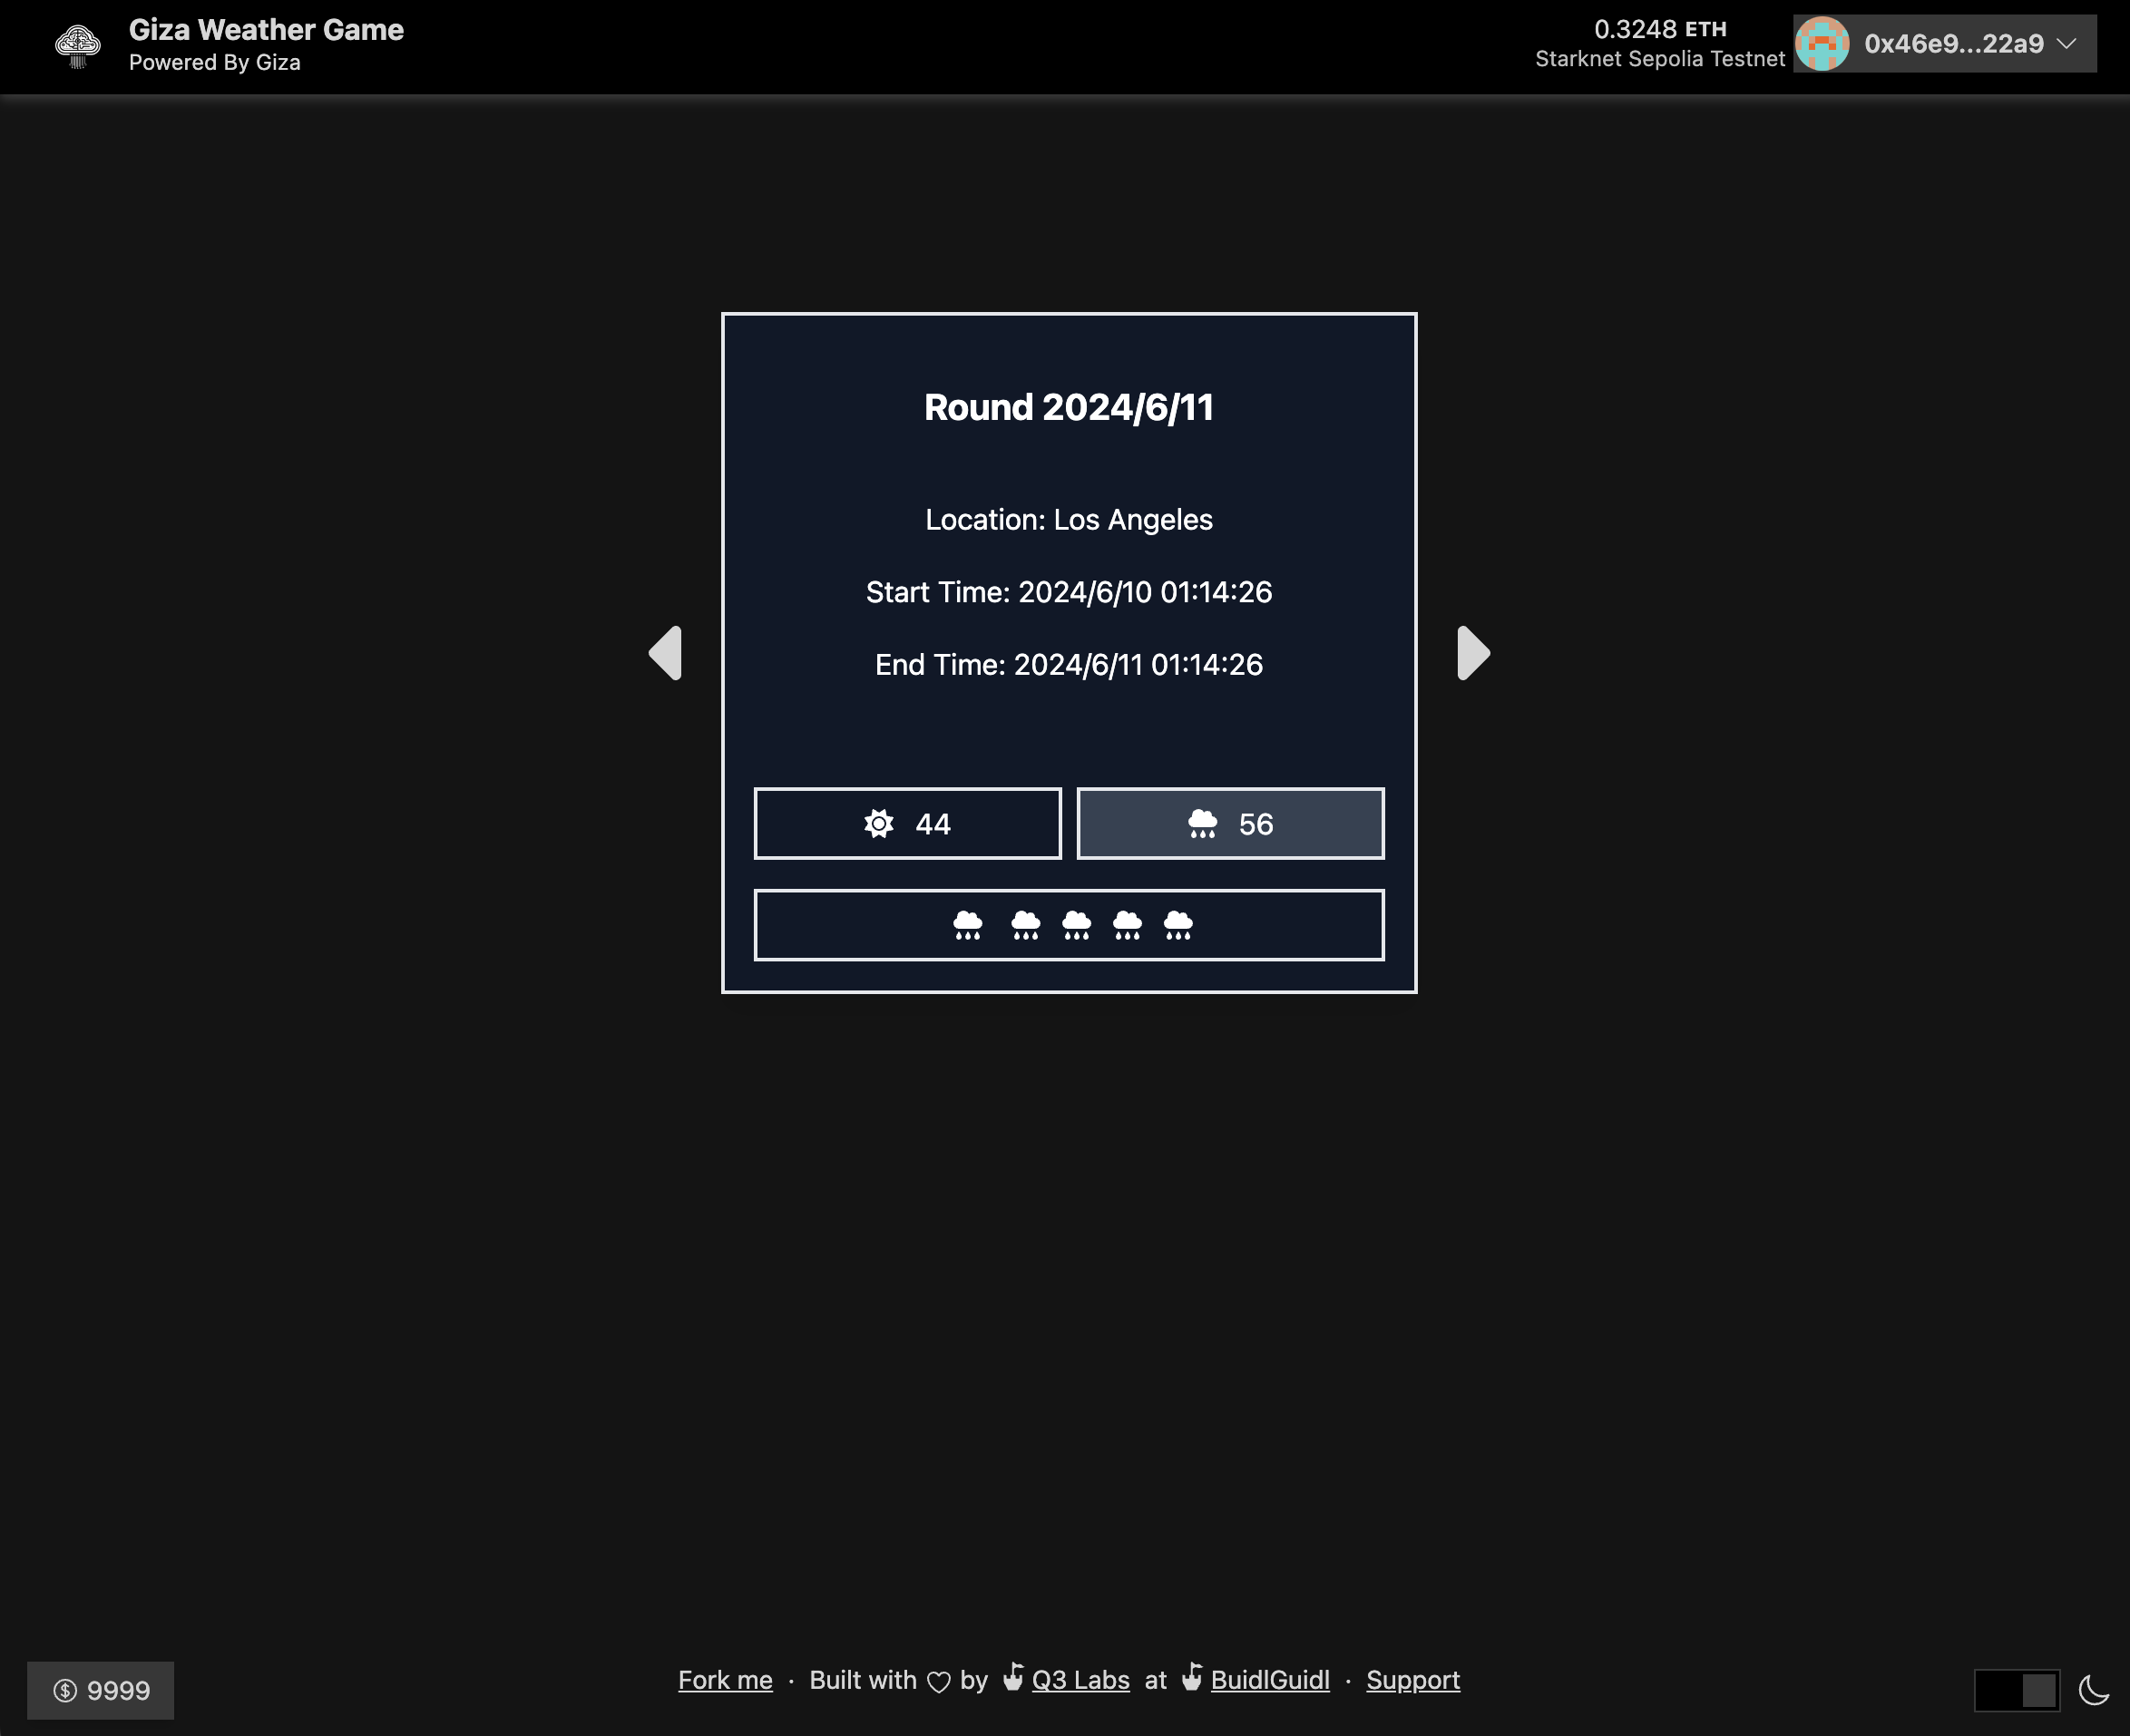 Giza Weather Game
Powered By Giza
0.3248 ETH
Starknet Sepolia Testnet
0x46e9...22a9
Round 2024/6/11
Location: Los Angeles
Start Time: 2024/6/10 01:14:26
End Time: 2024/6/11 01:14:26
44
56
9999
Fork me · Built with by Q3 Labs at BuidlGuidl · Support